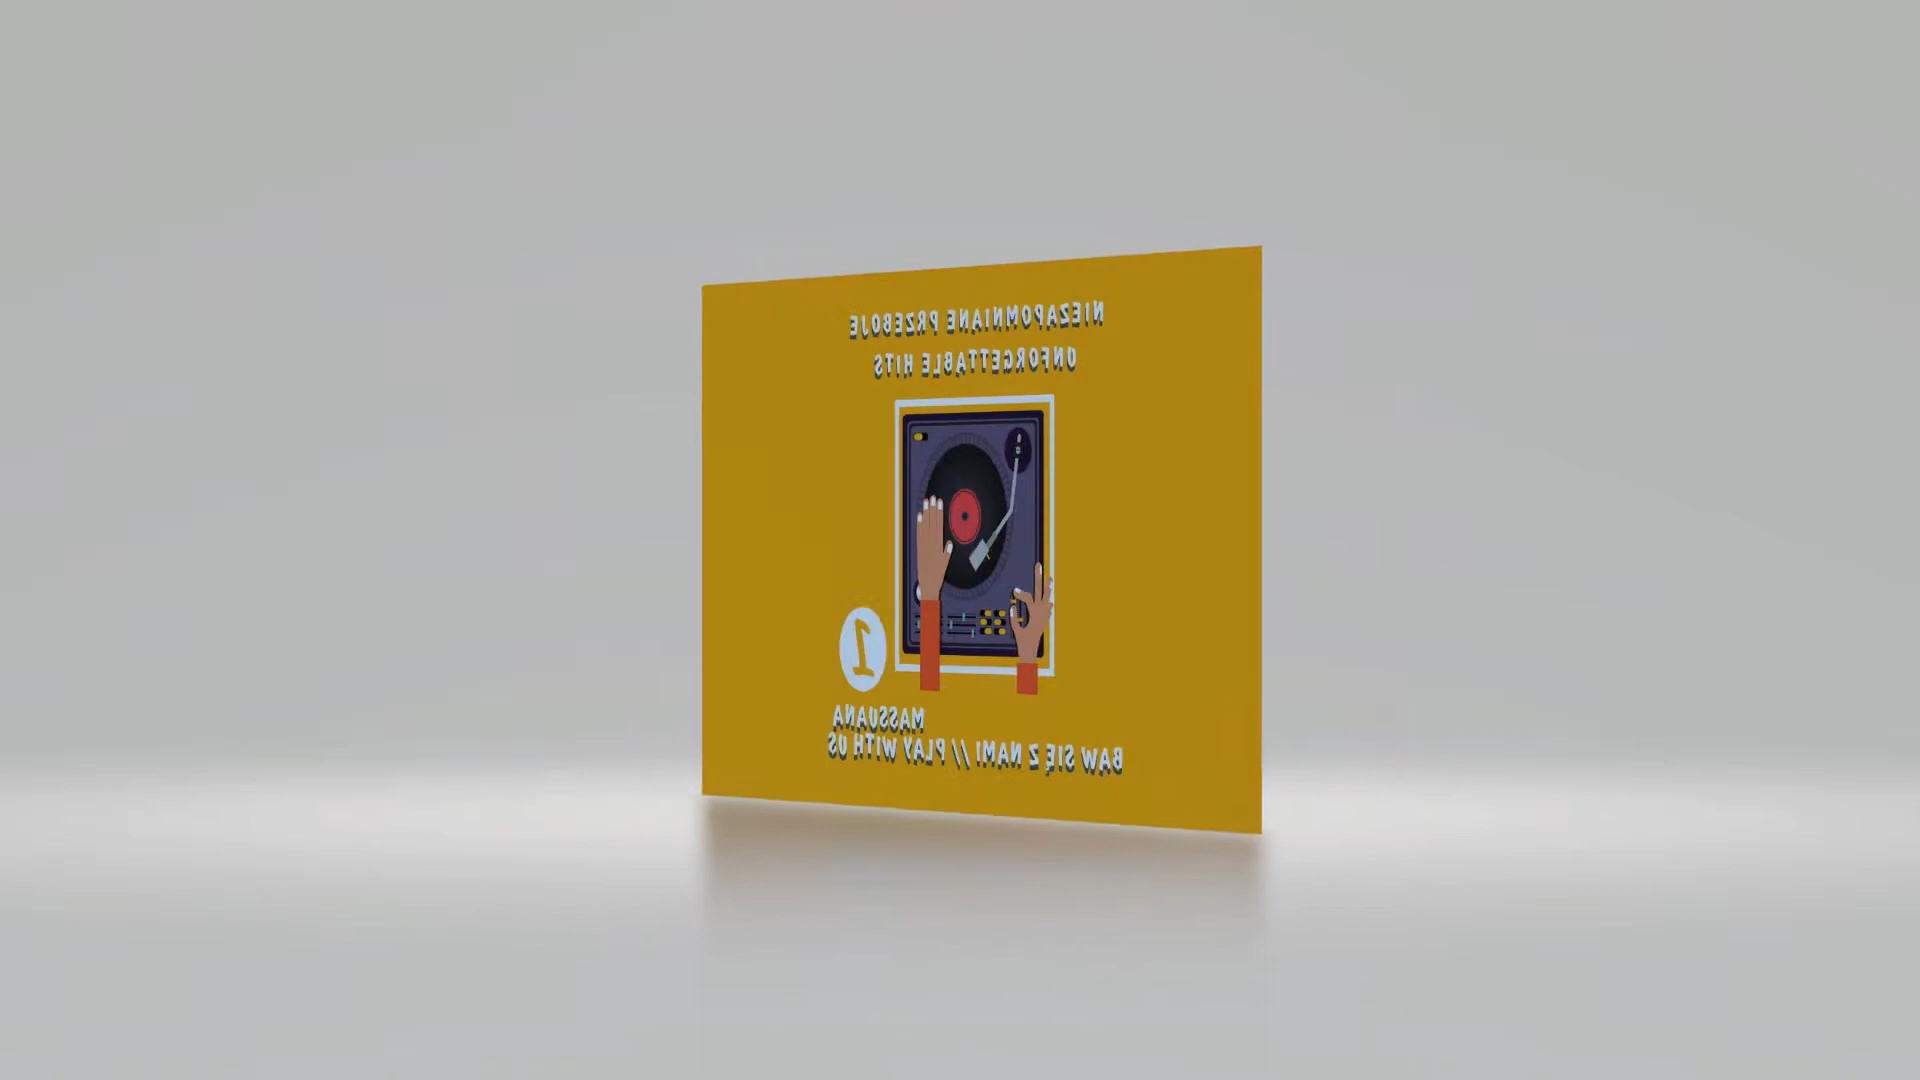 NIEZAPOMNIANE PRZEBOJE
UNFORGETTABLE HITS
1
MASSUANA
BAW SIĘ Z NAMI // PLAY WITH US